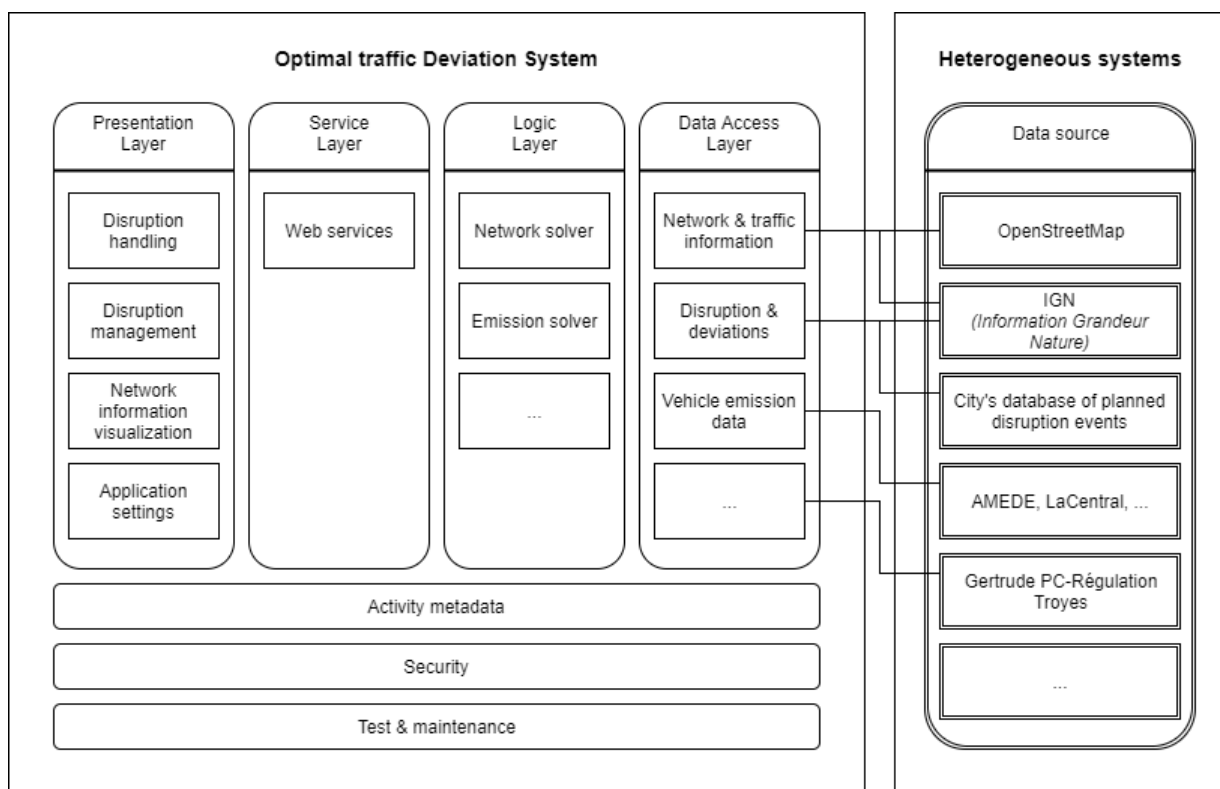 Optimal traffic Deviation System
Presentation
Layer
Disruption
handling
Disruption
management
Network
information
visualization
Application
settings
Service
Layer
Web services
Logic
Layer
Network solver
Emission solver
...
Data Access
Layer
Network & traffic
information
Disruption &
deviations
Vehicle emission
data
...
Activity metadata
Security
Test & maintenance
Heterogeneous systems
Data source
OpenStreetMap
IGN
(Information Grandeur
Nature)
City's database of planned
disruption events
AMEDE, LaCentral, ...
Gertrude PC-Régulation
Troyes
...